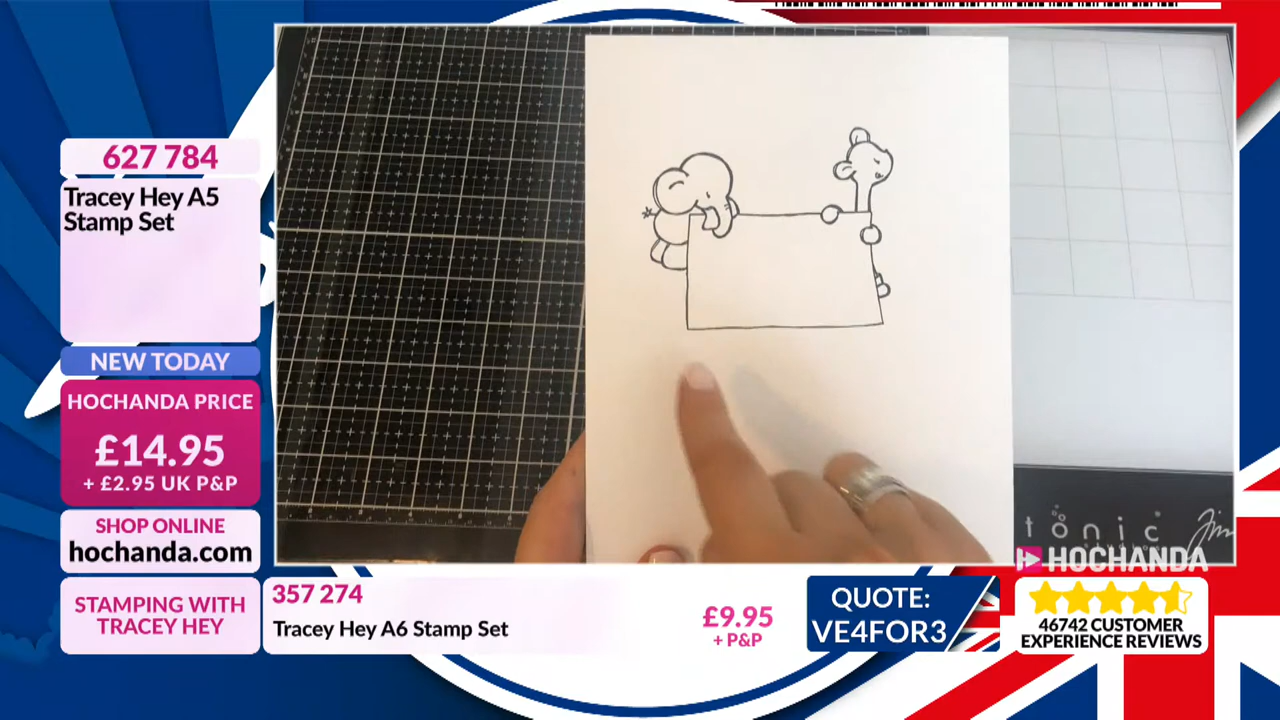 627 784
Tracey Hey A5
Stamp Set
NEW TODAY
HOCHANDA PRICE
£14.95
+ £2.95 UK P&P
SHOP ONLINE
hochanda.com
STAMPING WITH
TRACEY HEY
357 274
Tracey Hey A6 Stamp Set
£9.95
+ P&P
QUOTE:
VE4FOR3
tonic
Tim
HOCHANDA
46742 CUSTOMER
EXPERIENCE REVIEWS